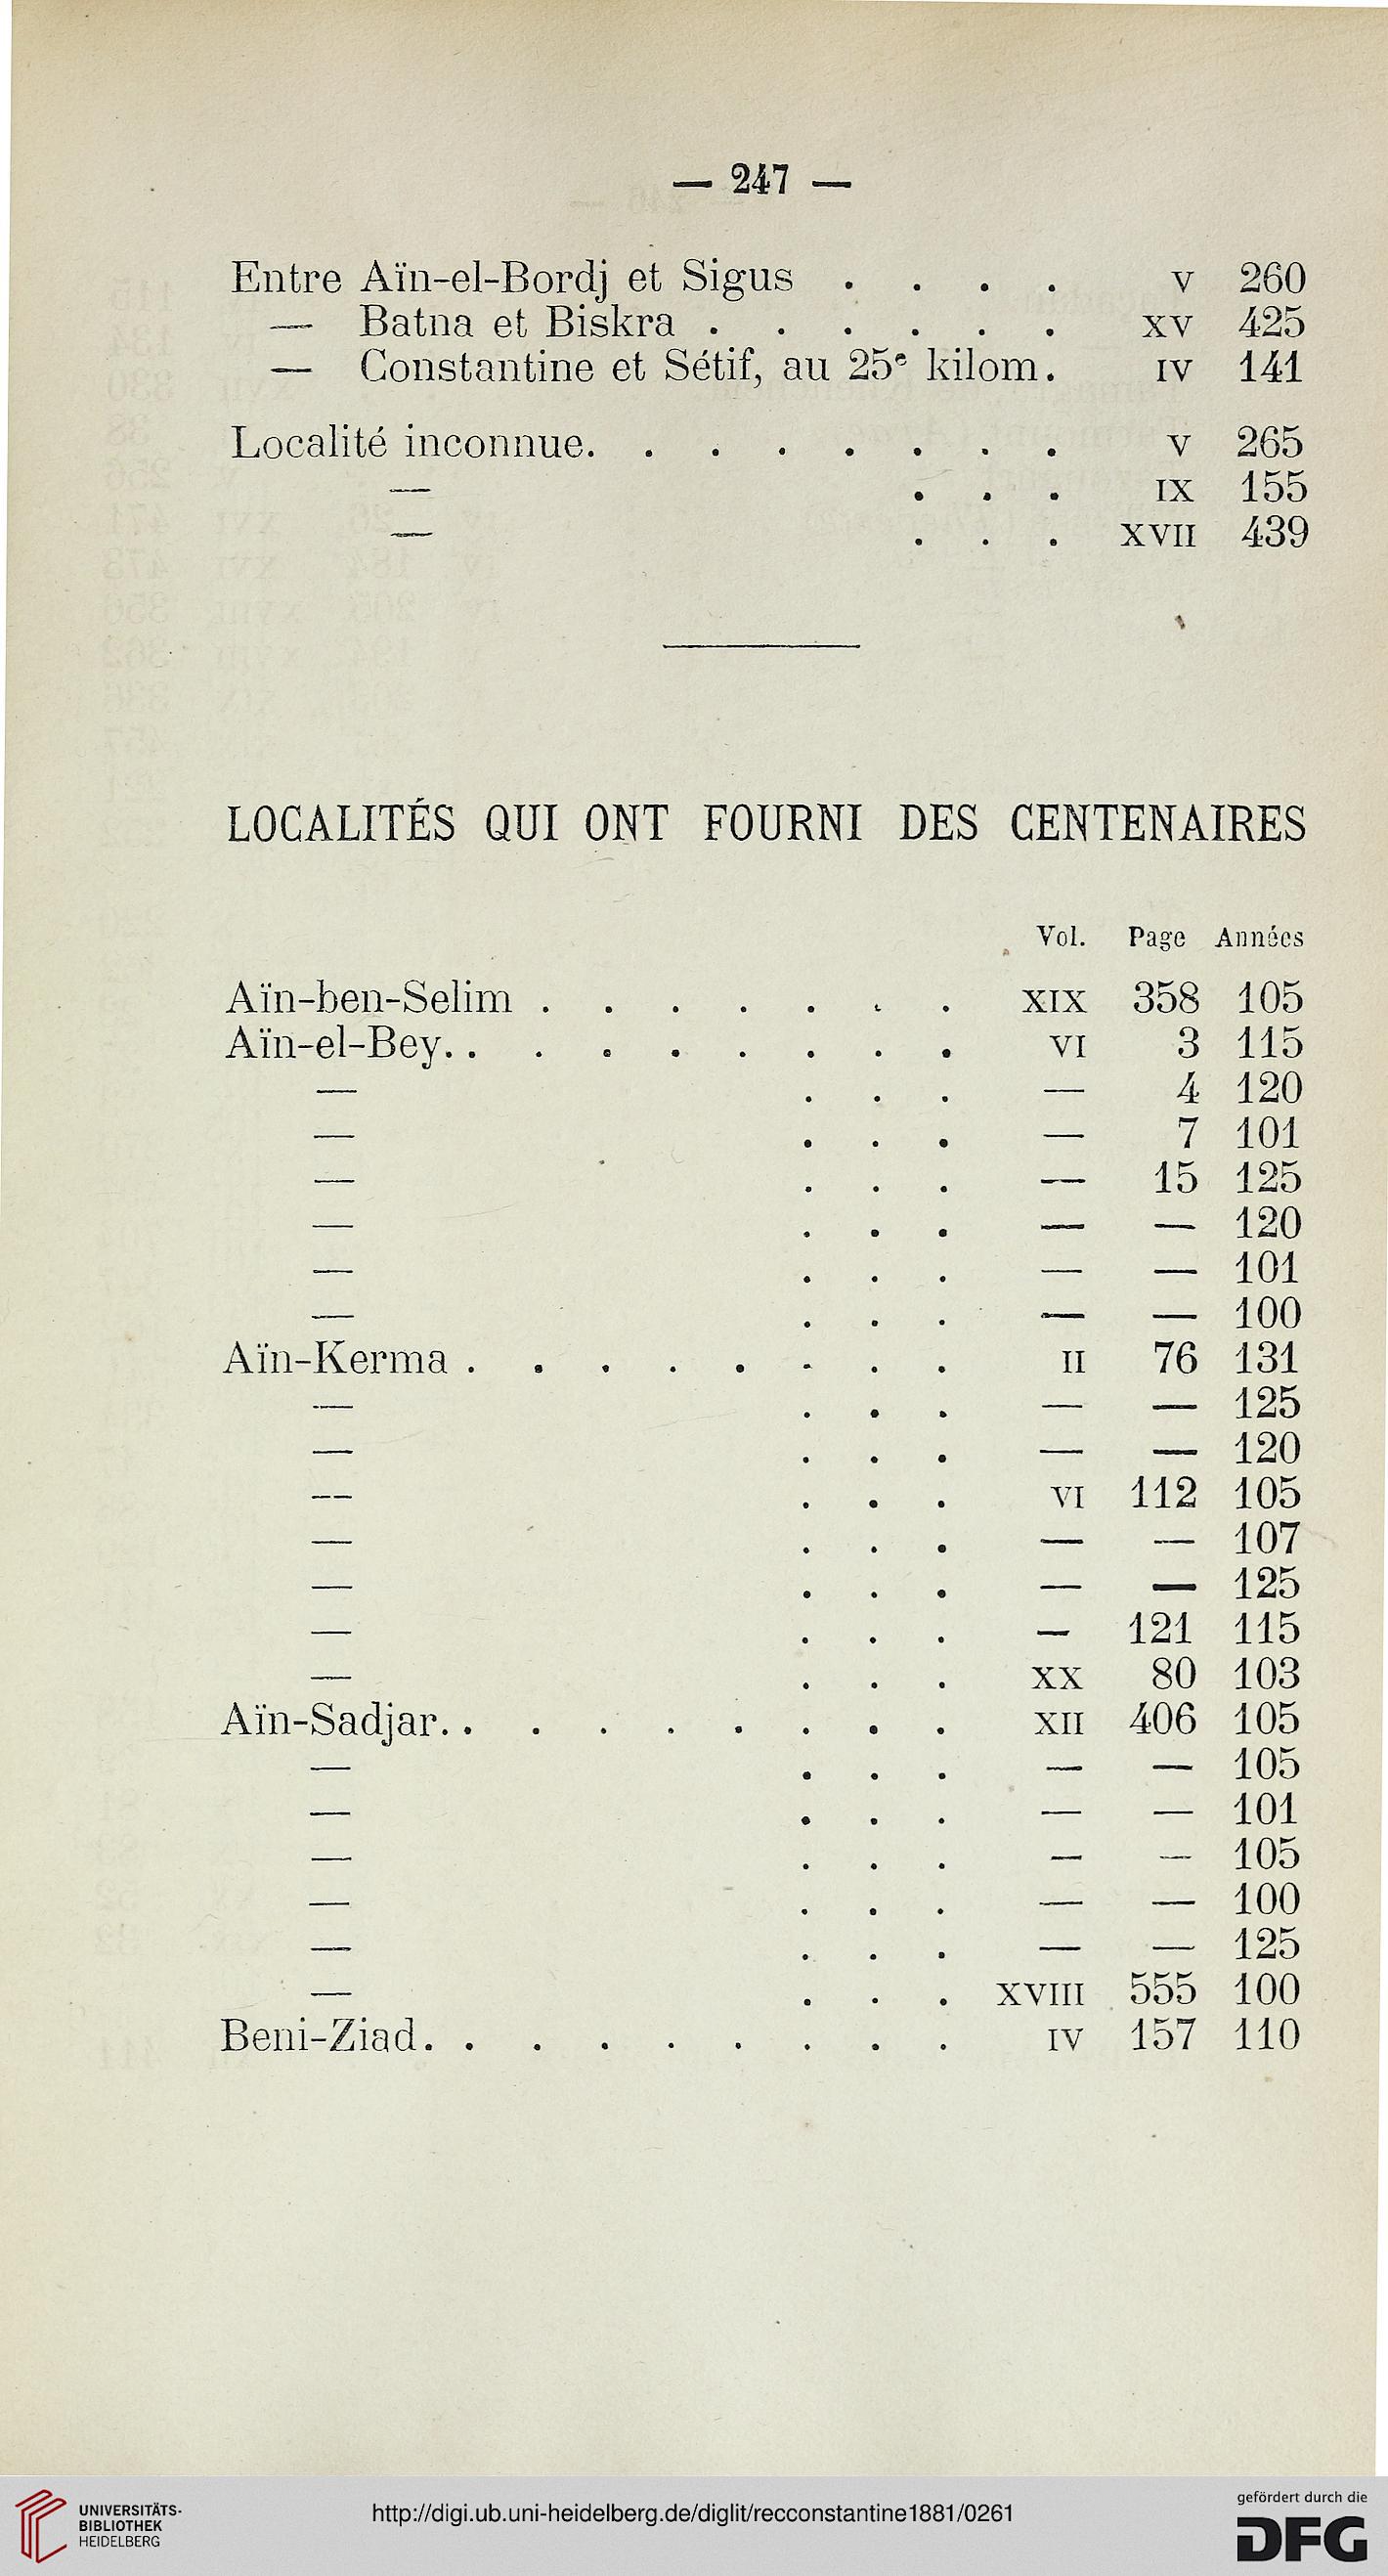 — 247 —
Entre Aïn-el-Bordj et Sigus . . . . V 260
— Batna et Biskra . . . . . . XV 425
— Constantine et Sétif, au 25e kilom. IV 141
Localité inconnue. . . . . . . . V 265
— . . . IX 155
— . . . XVII 439
LOCALITÉS QUI ONT FOURNI DES CENTENAIRES
Vol. Page Années
Aïn-ben-Selim . . . . . . . XIX 358 105
Aïn-el-Bey. . . . . . . . . VI 3 115
— . . . — 4 120
— . . . — 7 101
— . . . — 15 125
— . . . — — 120
— . . . — — 101
— . . . — — 100
Aïn-Kerma . . . . . . . . II 76 131
— . . . — — 125
— . . . — — 120
— . . . VI 112 105
— . . . — — 107
— . . . — — 125
— . . . — 121 115
— . . . XX 80 103
Aïn-Sadjar. . . . . . . . . XII 406 105
— . . . — — 105
— . . . — — 101
— . . . — — 105
— . . . — — 100
— . . . — — 125
— . . . XVIII 555 100
Beni-Ziad. . . . . . . . . IV 157 110
UNIVERSITÄTS-
BIBLIOTHEK
HEIDELBERG
http://digi.ub.uni-heidelberg.de/diglit/recconstantine1881/0261
gefördert durch die
DFG